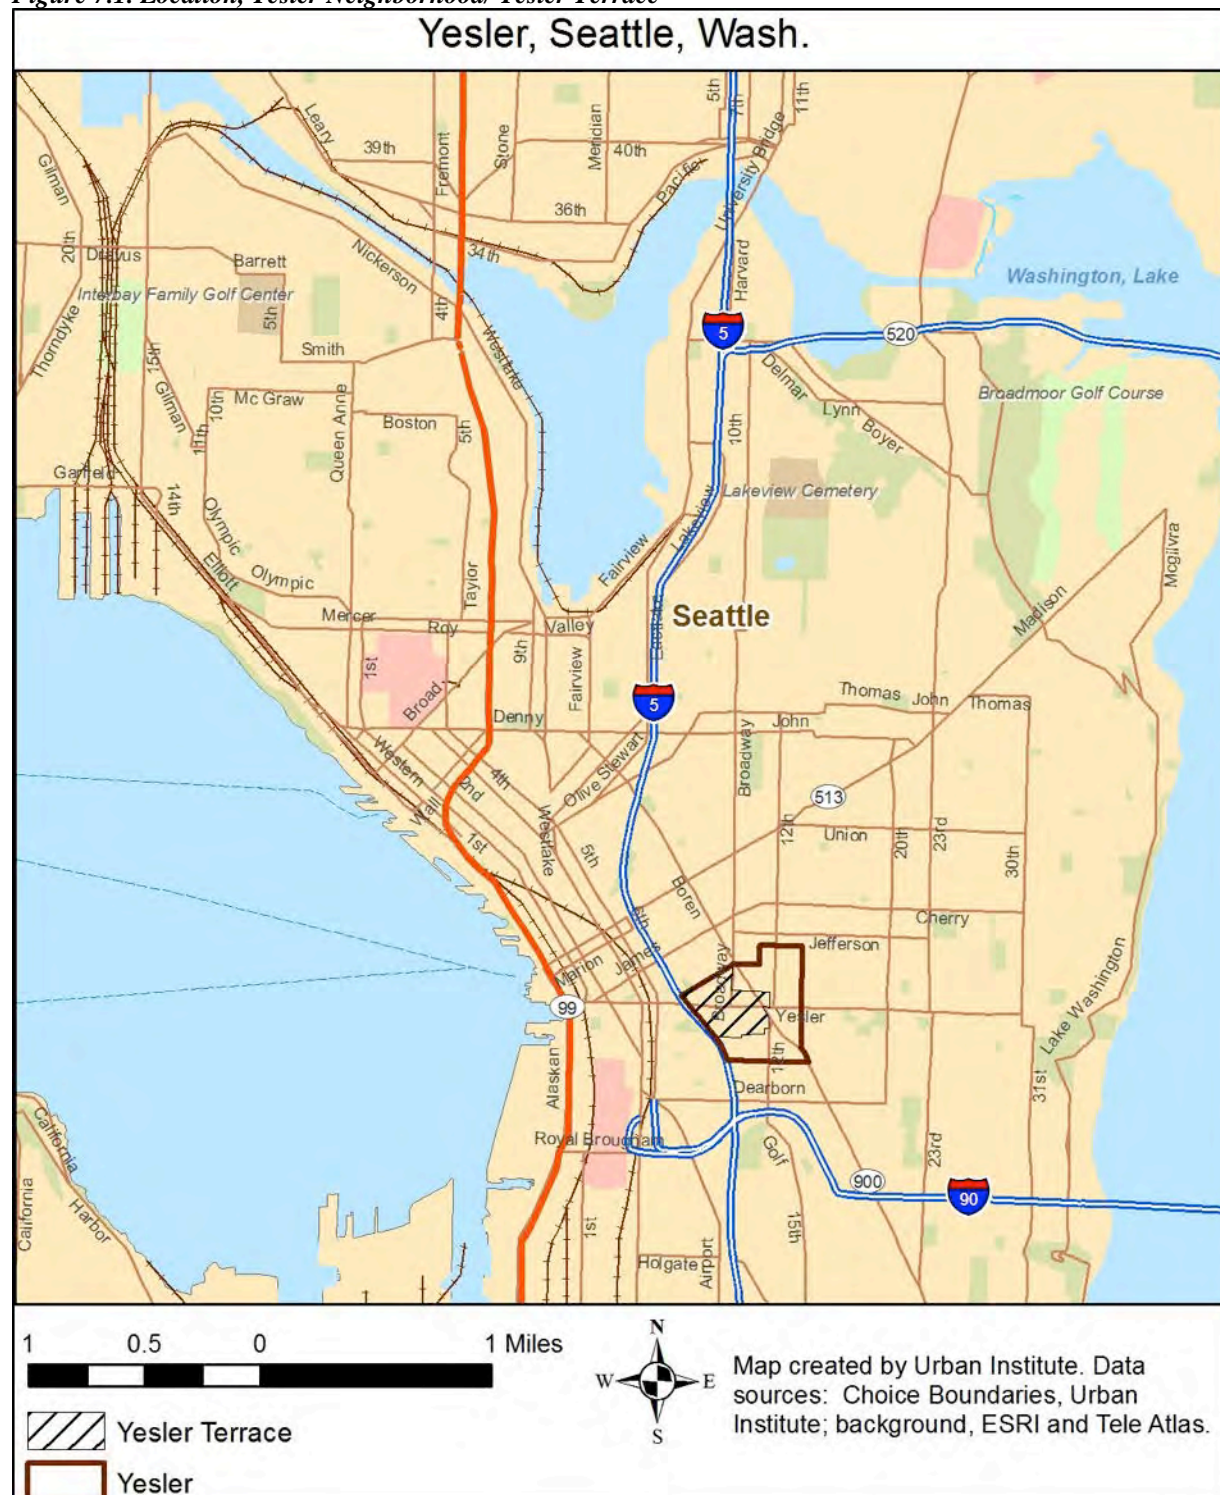 Figure 7.1. Location, Yesler Neighborhood/ Yesler Terrace
Yesler, Seattle, Wash.
5th
7th
11th
Leary
Fremont
Stone
Meridian
39th
40th
University Bridge
Gilman
Pacific
36th
20th
Dravus
Barrett
Nickerson
34th
Harvard
Washington, Lake
Interbay Family Golf Center
5th
4th
5
520
Thorndyke
15th
Smith
Westlake
Delmar
Broadmoor Golf Course
Gilman
10th
Mc Graw
Lynn
11th
Queen Anne
Boston
5th
10th
Boyer
Garfield
14th
Lakeview Cemetery
Olympic
Lakeview
Fairview
Mcgilvra
Elliott
Olympic
Taylor
Madison
Mercer
Roy
Valley
Eastlake
Seattle
1st
9th
Fairview
Broad
5
Thomas
John
Thomas
Denny
John
Western
4th
Olive Stewart
Broadway
2nd
513
Wall
1st
Westlake
5th
12th
Union
20th
23rd
30th
Boren
6th
Cherry
Jefferson
Marion
James
Broadway
Lake Washington
99
Yesler
12th
Alaskan
Dearborn
31st
California
Royal Brougham
Golf
23rd
900
90
California
Harbor
1st
15th
Holgate
Airport
1 0.5 0 1 Miles
N
W E
S
Map created by Urban Institute. Data
sources: Choice Boundaries, Urban
Institute; background, ESRI and Tele Atlas.
Yesler Terrace
Yesler